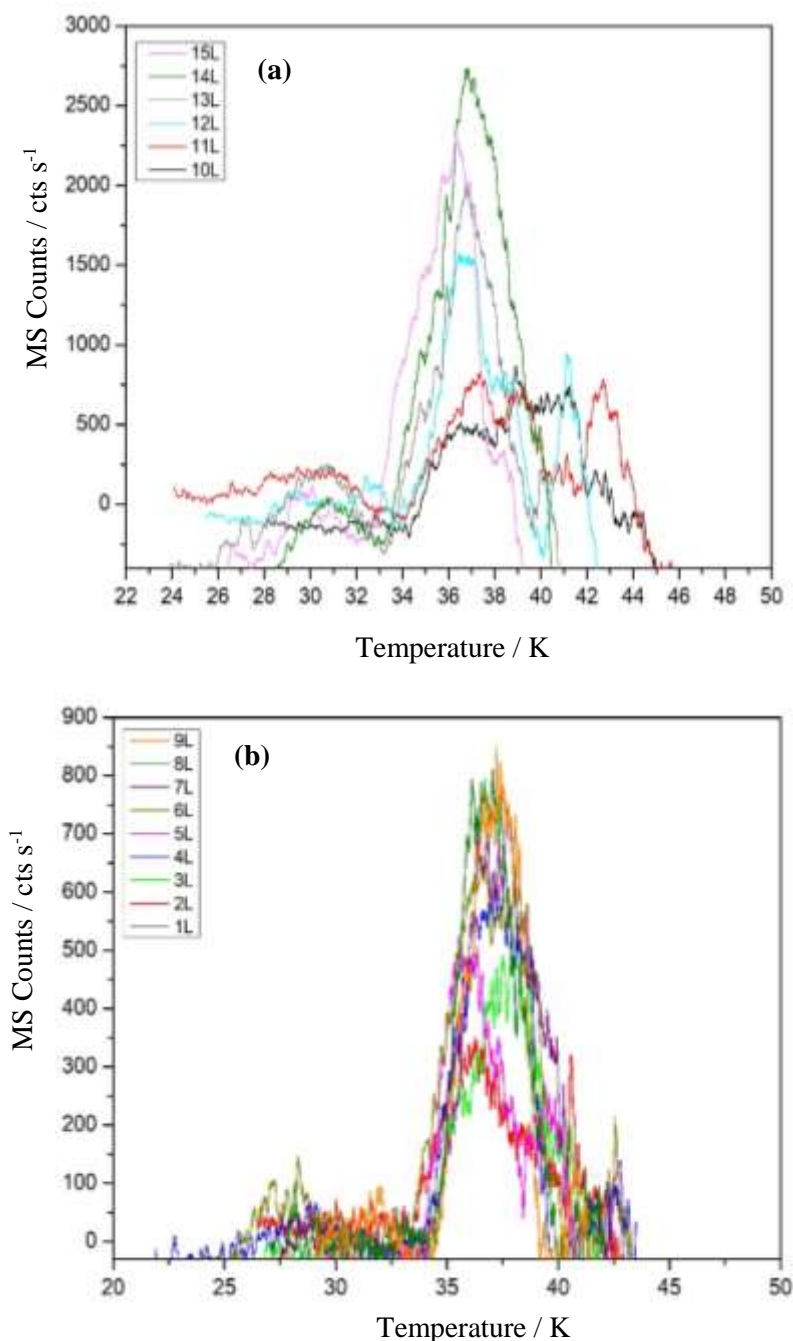 3000
2500
2000
1500
1000
500
0
MS Counts / cts s⁻¹
15L
14L
13L
12L
11L
10L
(a)
22 24 26 28 30 32 34 36 38 40 42 44 46 48 50
Temperature / K
900
800
700
600
500
400
300
200
100
0
MS Counts / cts s⁻¹
9L
8L
7L
6L
5L
4L
3L
2L
1L
(b)
20 25 30 35 40 45 50
Temperature / K